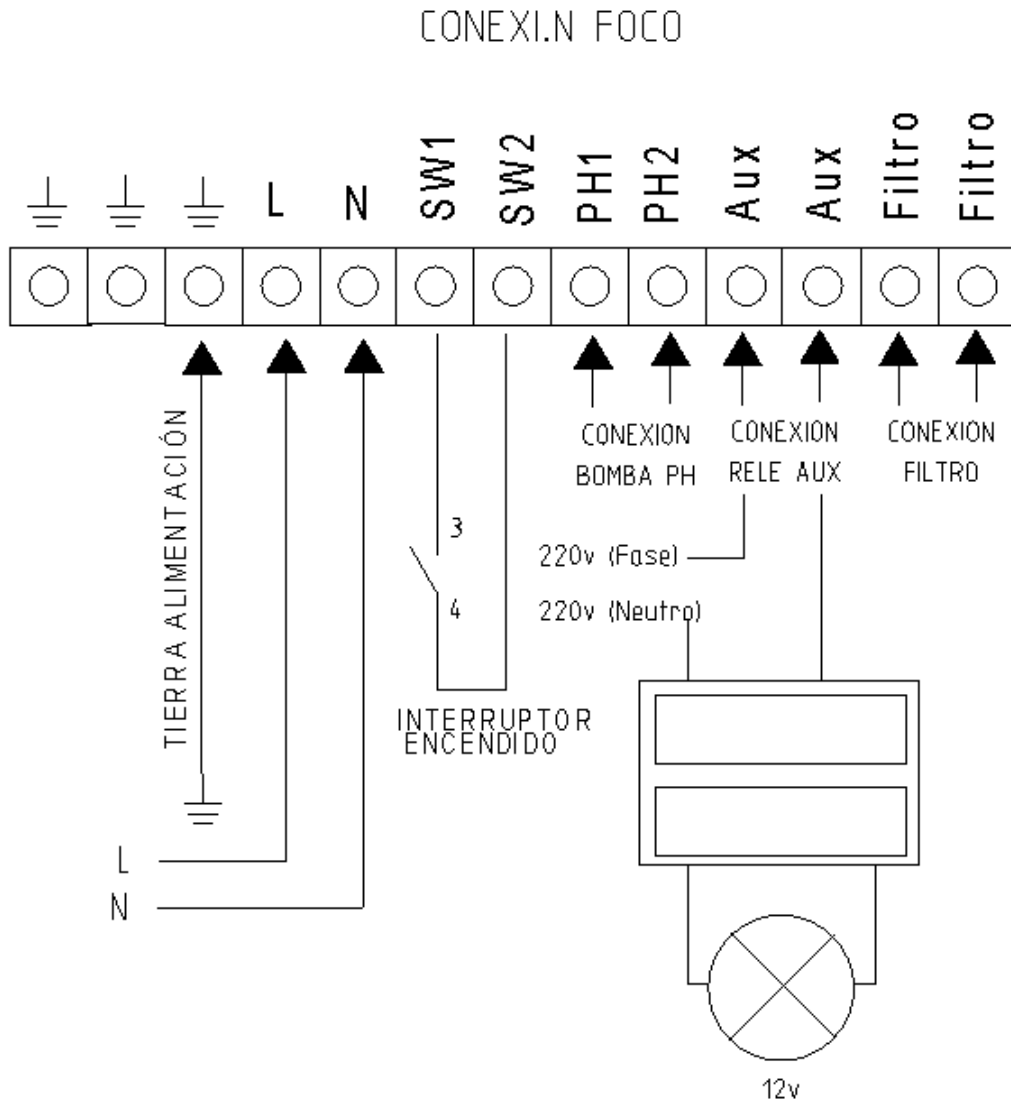 CONEXI.N FOCO
L N SW1 SW2 PH1 PH2 Aux Aux Filtro Filtro
TIERRA ALIMENTACIÓN
CONEXION
BOMBA PH
CONEXION
RELE AUX
CONEXION
FILTRO
3
4
220v (Fase)
220v (Neutro)
INTERRUPTOR
ENCENDIDO
L
N
12v